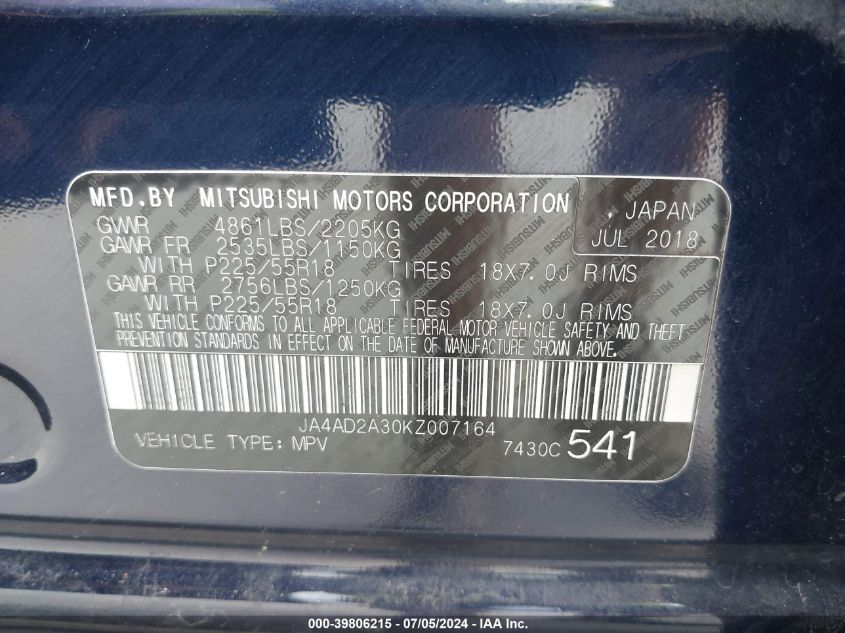 MFD.BY MITSUBISHI MOTORS CORPORATION
, JAPAN
GVWR 4861LBS/2205KG
JUL 2018
GAWR FR 2535LBS/1150KG
WITH P225/55R18 TIRES 18X7.0J RIMS
GAWR RR 2756LBS/1250KG
WITH P225/55R18 TIRES 18X7.0J RIMS
THIS VEHICLE CONFORMS TO ALL APPLICABLE FEDERAL MOTOR VEHICLE SAFETY AND THEFT
PREVENTION STANDARDS IN EFFECT ON THE DATE OF MANUFACTURE SHOWN ABOVE.
JA4AD2A30KZ007164
VEHICLE TYPE: MPV 7430C 541
000-39806215 - 07/05/2024 - IAA Inc.